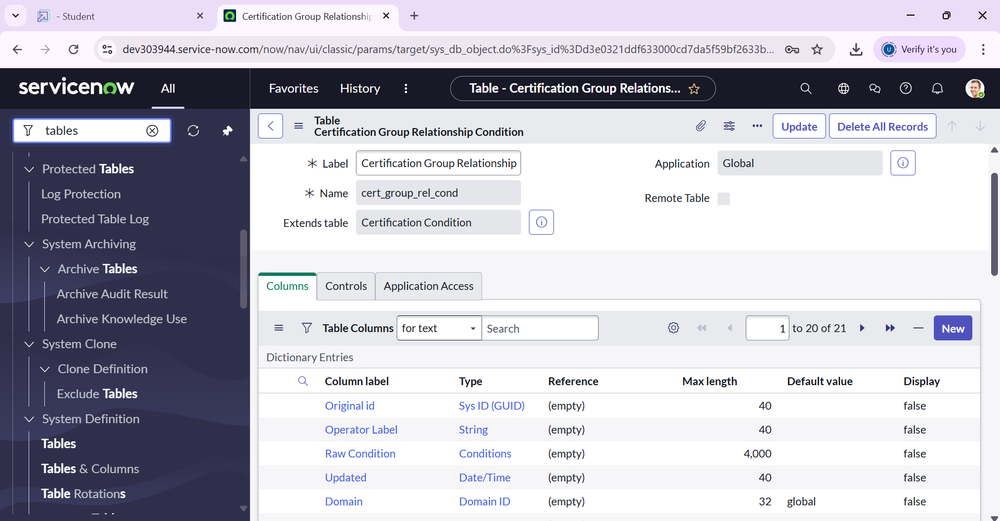 - Student
Certification Group Relationship
dev303944.service-now.com/now/nav/ui/classic/params/target/sys_db_object.do%3Fsys_id%3Dd3e0321ddf633000cd7da5f59bf2633b...
U
Verify it's you
servicenow
All
Favorites
History
Table - Certification Group Relations...
tables
Protected Tables
Log Protection
Protected Table Log
System Archiving
Archive Tables
Archive Audit Result
Archive Knowledge Use
System Clone
Clone Definition
Exclude Tables
System Definition
Tables
Tables & Columns
Table Rotations
Table
Certification Group Relationship Condition
Update
Delete All Records
Label
Certification Group Relationship
Application
Global
Name
cert_group_rel_cond
Remote Table
Extends table
Certification Condition
Columns
Controls
Application Access
Table Columns
for text
Search
1 to 20 of 21
New
Dictionary Entries
Column label Type Reference Max length Default value Display
Original id Sys ID (GUID) (empty) 40 false
Operator Label String (empty) 40 false
Raw Condition Conditions (empty) 4,000 false
Updated Date/Time (empty) 40 false
Domain Domain ID (empty) 32 global false